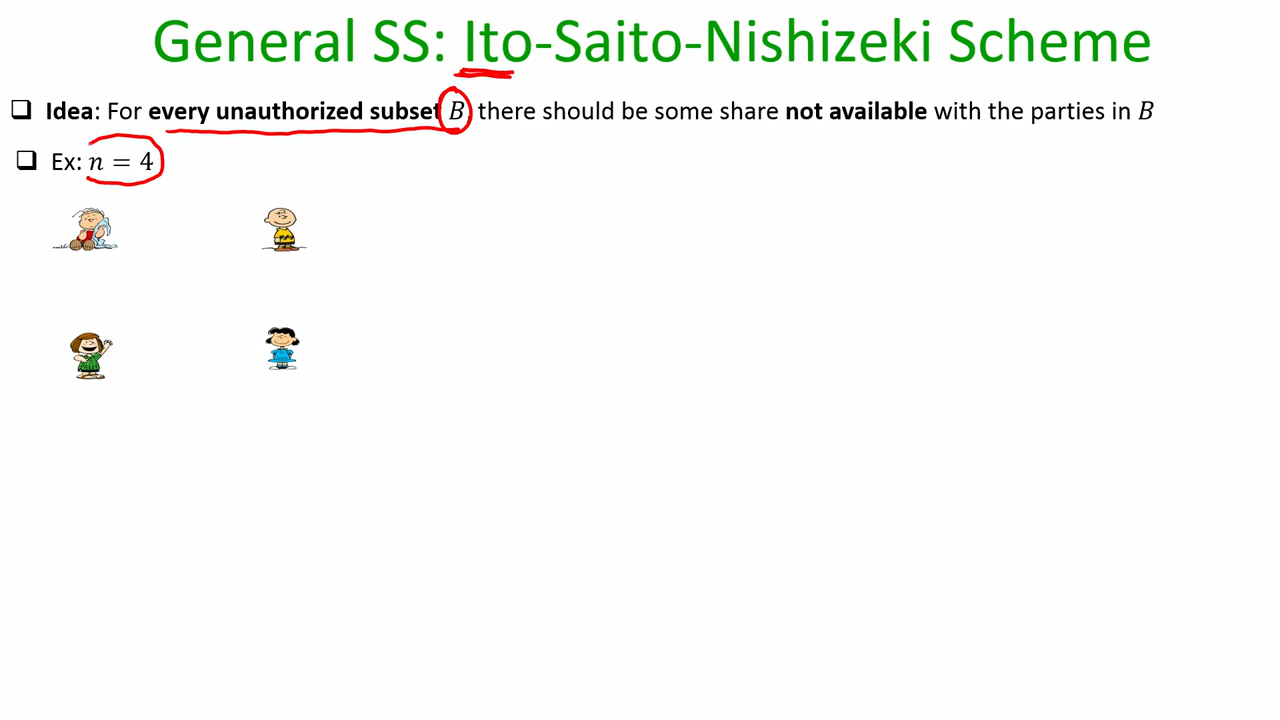 General SS: Ito-Saito-Nishizeki Scheme
❑ Idea: For every unauthorized subset B, there should be some share not available with the parties in B
❑ Ex: n = 4